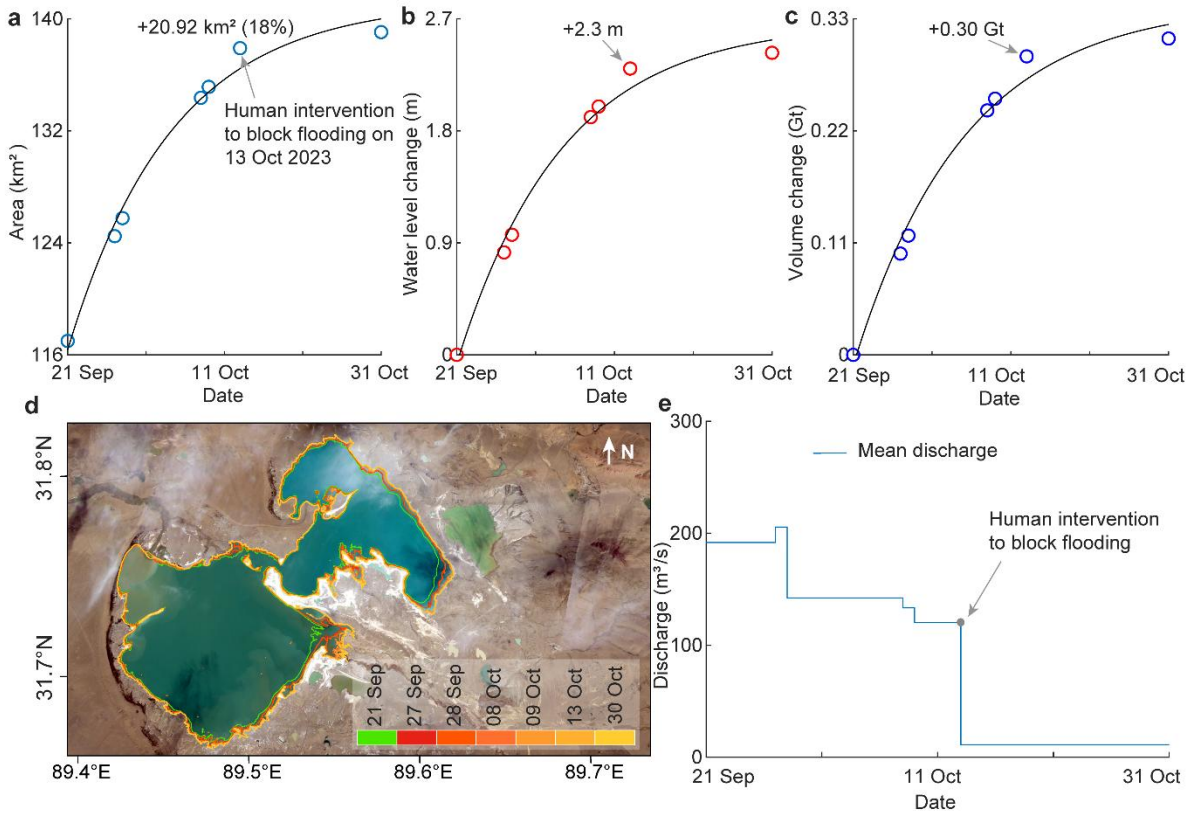 a
+20.92 km² (18%)
Human intervention
to block flooding on
13 Oct 2023
Area (km²)
140
132
124
116
21 Sep
11 Oct
31 Oct
Date
b
+2.3 m
Water level change (m)
2.7
1.8
0.9
0
21 Sep
11 Oct
31 Oct
Date
c
+0.30 Gt
Volume change (Gt)
0.33
0.22
0.11
0
21 Sep
11 Oct
31 Oct
Date
d
N
31.8°N
31.7°N
21 Sep
27 Sep
28 Sep
08 Oct
09 Oct
13 Oct
30 Oct
89.4°E
89.5°E
89.6°E
89.7°E
e
Mean discharge
Human intervention
to block flooding
Discharge (m³/s)
300
200
100
0
21 Sep
11 Oct
31 Oct
Date